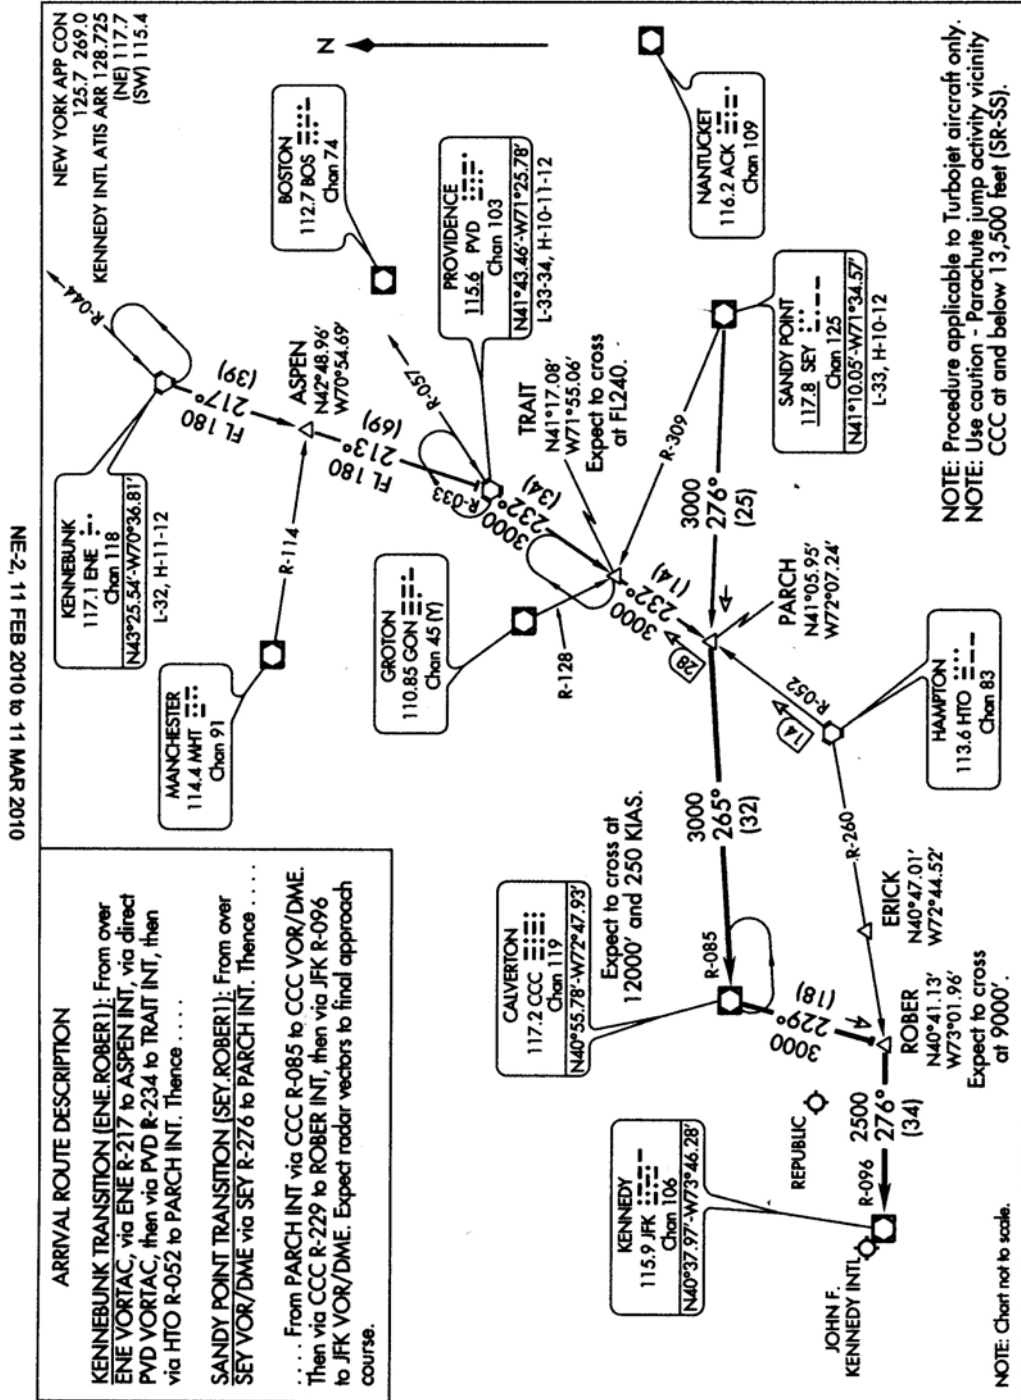 NE-2, 11 FEB 2010 to 11 MAR 2010
ARRIVAL ROUTE DESCRIPTION
KENNEBUNK TRANSITION (ENE.ROBER1): From over
ENE VORTAC, via ENE R-217 to ASPEN INT, via direct
PVD VORTAC, then via PVD R-234 to TRAIT INT, then
via HTO R-052 to PARCH INT. Thence . . . .
SANDY POINT TRANSITION (SEY.ROBER1): From over
SEY VOR/DME via SEY R-276 to PARCH INT. Thence . . . . .
. . . . From PARCH INT via CCC R-085 to CCC VOR/DME.
Then via CCC R-229 to ROBER INT, then via JFK R-096
to JFK VOR/DME. Expect radar vectors to final approach
course.
NEW YORK APP CON
125.7 269.0
KENNEDY INTL ATIS ARR 128.725
(NE) 117.7
(SW) 115.4
N
R-044
KENNEBUNK
117.1 ENE
Chan 118
N43°25.54'-W70°36.81'
L-32, H-11-12
FL 180
217°
(39)
MANCHESTER
114.4 MHT
Chan 91
R-114
ASPEN
N42°48.96'
W70°54.69'
BOSTON
112.7 BOS
Chan 74
FL 180
213°
(69)
R-057
R-033
PROVIDENCE
115.6 PVD
Chan 103
N41°43.46'-W71°25.78'
L-33-34, H-10-11-12
3000
232°
(34)
GROTON
110.85 GON
Chan 45 (Y)
R-128
TRAIT
N41°17.08'
W71°55.06'
Expect to cross
at FL240.
NANTUCKET
116.2 ACK
Chan 109
R-309
3000
232°
(14)
28
SANDY POINT
117.8 SEY
Chan 125
N41°10.05'-W71°34.57'
L-33, H-10-12
3000
276°
(25)
PARCH
N41°05.95'
W72°07.24'
CALVERTON
117.2 CCC
Chan 119
N40°55.78'-W72°47.93'
Expect to cross at
12000' and 250 KIAS.
R-085
3000
265°
(32)
R-052
14
HAMPTON
113.6 HTO
Chan 83
R-260
ERICK
N40°47.01'
W72°44.52'
3000
229°
(18)
ROBER
N40°41.13'
W73°01.96'
Expect to cross
at 9000'.
KENNEDY
115.9 JFK
Chan 106
N40°37.97'-W73°46.28'
REPUBLIC
R-096
2500
276°
(34)
JOHN F.
KENNEDY INTL
NOTE: Procedure applicable to Turbojet aircraft only.
NOTE: Use caution - Parachute jump activity vicinity
CCC at and below 13,500 feet (SR-SS).
NOTE: Chart not to scale.